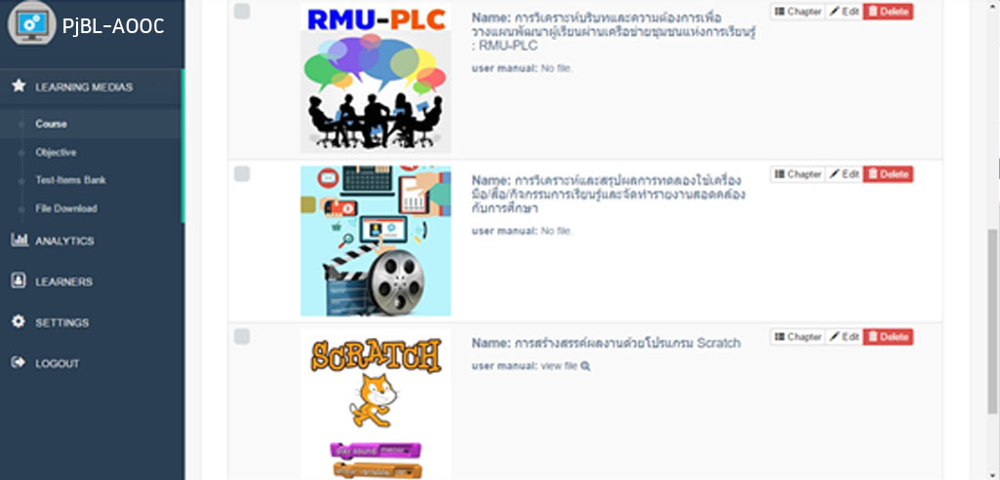 PjBL-AOOC
LEARNING MEDIAS
Course
Objective
Test-Items Bank
File Download
ANALYTICS
LEARNERS
SETTINGS
LOGOUT
RMU-PLC
Name: การวิเคราะห์บริบทและความต้องการเพื่อ
วางแผนพัฒนาผู้เรียนผ่านเครือข่ายชุมชนแห่งการเรียนรู้
: RMU-PLC
user manual: No file.
Chapter Edit Delete
Name: การวิเคราะห์และสรุปผลการทดลองใช้เครื่อง
มือ/สื่อ/กิจกรรมการเรียนรู้และจัดทำรายงานสอดคล้อง
กับการศึกษา
user manual: No file.
Chapter Edit Delete
SCRATCH
play sound meow
Name: การสร้างสรรค์ผลงานด้วยโปรแกรม Scratch
user manual: view file
Chapter Edit Delete